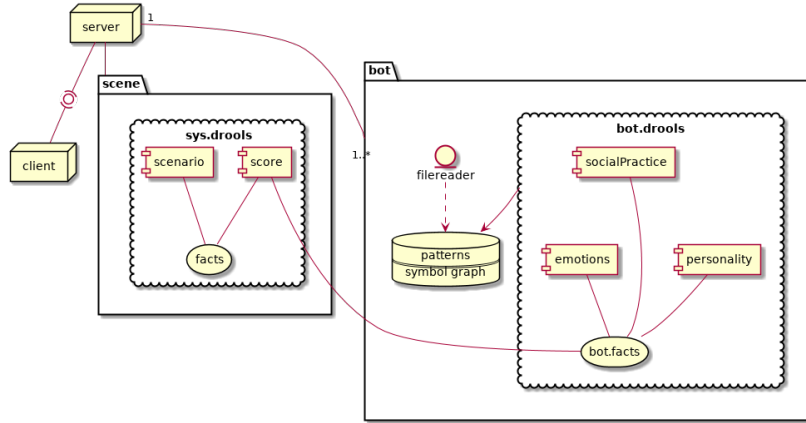 server
1
scene
bot
sys.drools
bot.drools
scenario
score
socialPractice
client
1..*
filereader
facts
patterns
symbol graph
emotions
personality
bot.facts